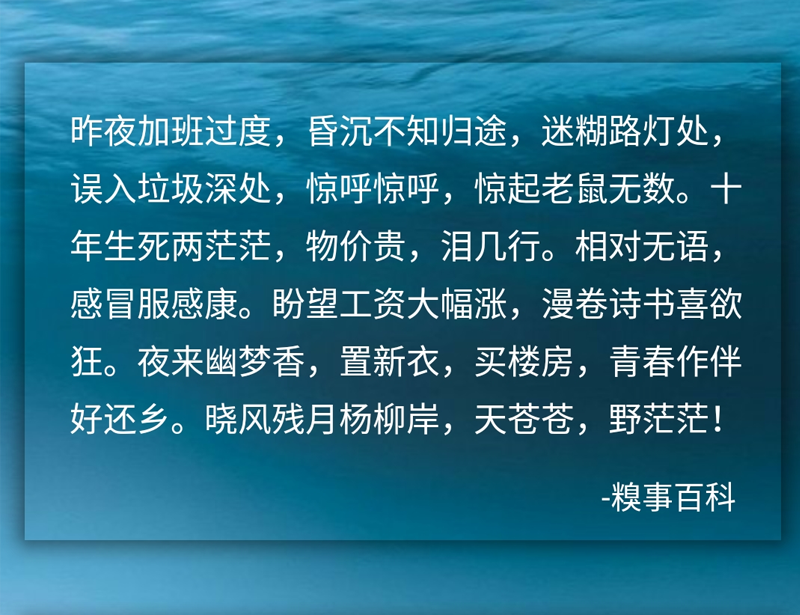 昨夜加班过度，昏沉不知归途，迷糊路灯处，
误入垃圾深处，惊呼惊呼，惊起老鼠无数。十
年生死两茫茫，物价贵，泪几行。相对无语，
感冒服感康。盼望工资大幅涨，漫卷诗书喜欲
狂。夜来幽梦香，置新衣，买楼房，青春作伴
好还乡。晓风残月杨柳岸，天苍苍，野茫茫！
-糗事百科